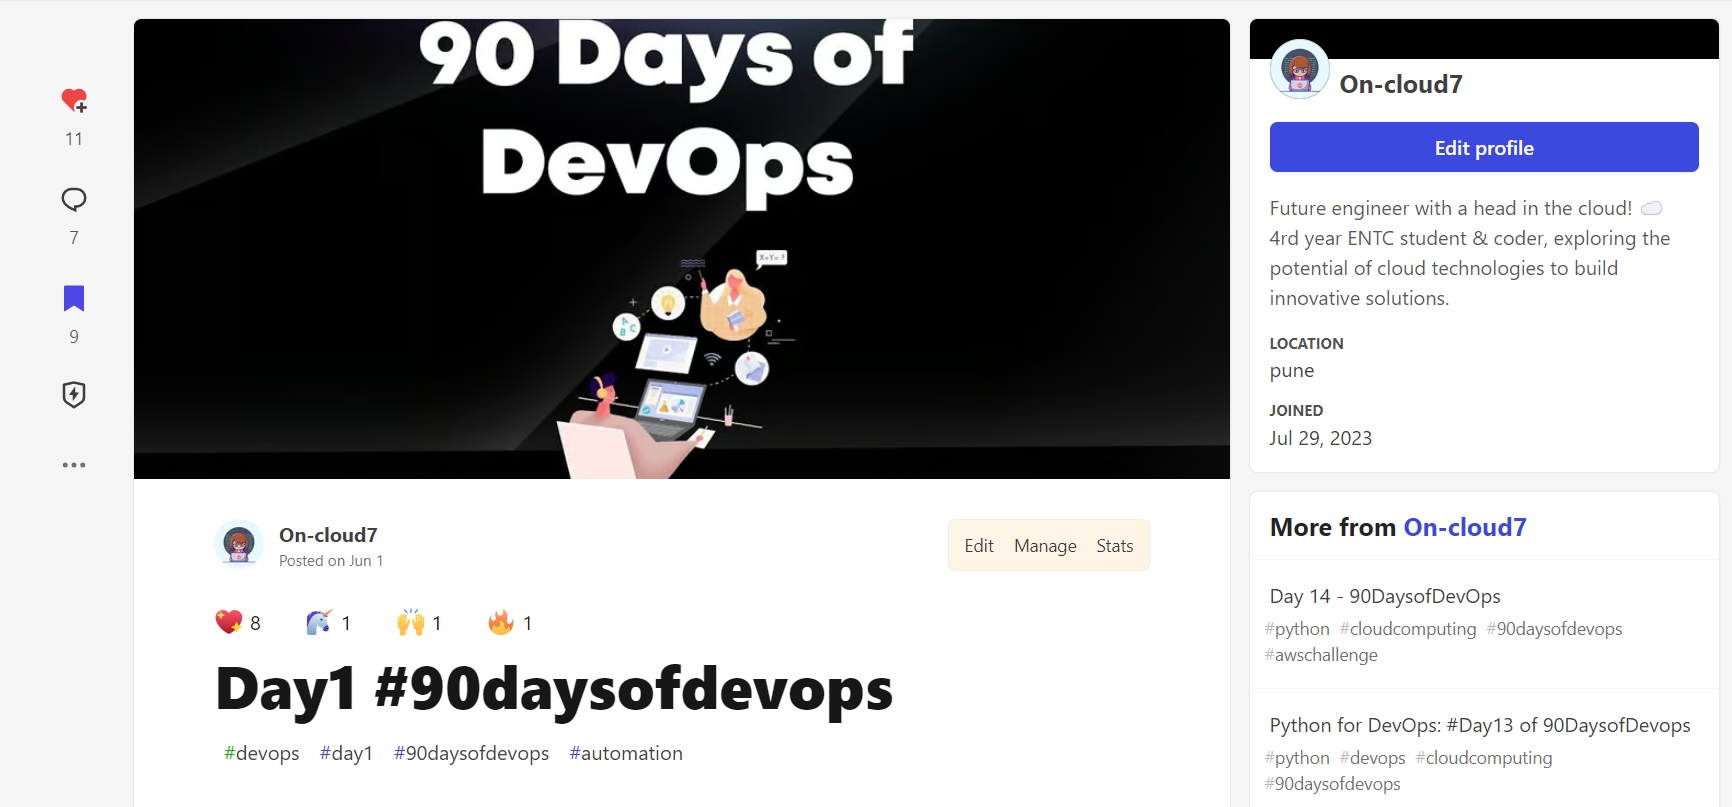 11
7
9
90 Days of
DevOps
X+Y= ?
A
B C
On-cloud7
Posted on Jun 1
Edit Manage Stats
8 1 1 1
Day1 #90daysofdevops
#devops #day1 #90daysofdevops #automation
On-cloud7
Edit profile
Future engineer with a head in the cloud! ☁️
4rd year ENTC student & coder, exploring the
potential of cloud technologies to build
innovative solutions.
LOCATION
pune
JOINED
Jul 29, 2023
More from On-cloud7
Day 14 - 90DaysofDevOps
#python #cloudcomputing #90daysofdevops
#awschallenge
Python for DevOps: #Day13 of 90DaysofDevops
#python #devops #cloudcomputing
#90daysofdevops